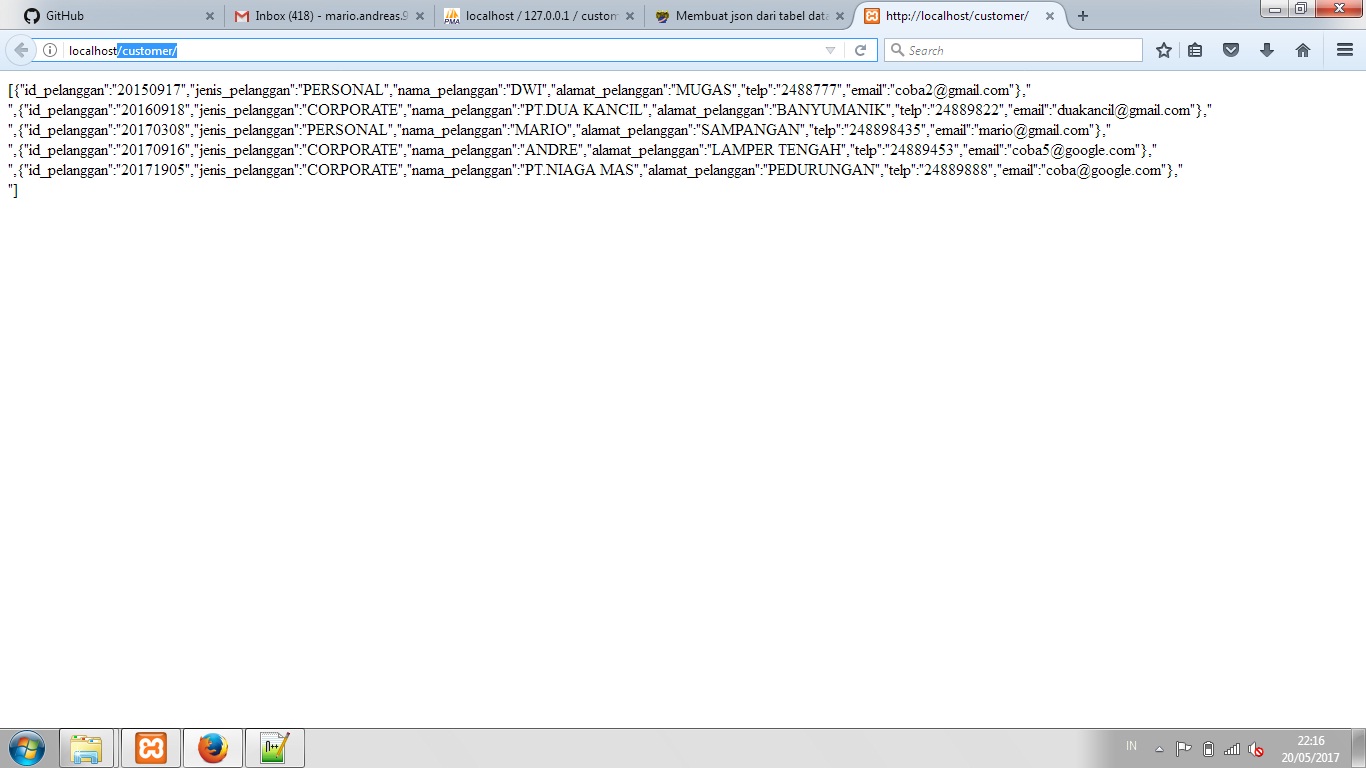 GitHub
Inbox (418) - mario.andreas.9
localhost / 127.0.0.1 / custom
Membuat json dari tabel data
http://localhost/customer/
localhost/customer/
Search
[{"id_pelanggan":"20150917","jenis_pelanggan":"PERSONAL","nama_pelanggan":"DWI","alamat_pelanggan":"MUGAS","telp":"2488777","email":"coba2@gmail.com"},"
",{"id_pelanggan":"20160918","jenis_pelanggan":"CORPORATE","nama_pelanggan":"PT.DUA KANCIL","alamat_pelanggan":"BANYUMANIK","telp":"24889822","email":"duakancil@gmail.com"},"
",{"id_pelanggan":"20170308","jenis_pelanggan":"PERSONAL","nama_pelanggan":"MARIO","alamat_pelanggan":"SAMPANGAN","telp":"248898435","email":"mario@gmail.com"},"
",{"id_pelanggan":"20170916","jenis_pelanggan":"CORPORATE","nama_pelanggan":"ANDRE","alamat_pelanggan":"LAMPER TENGAH","telp":"24889453","email":"coba5@google.com"},"
",{"id_pelanggan":"20171905","jenis_pelanggan":"CORPORATE","nama_pelanggan":"PT.NIAGA MAS","alamat_pelanggan":"PEDURUNGAN","telp":"24889888","email":"coba@google.com"},"
"]
IN
22:16
20/05/2017